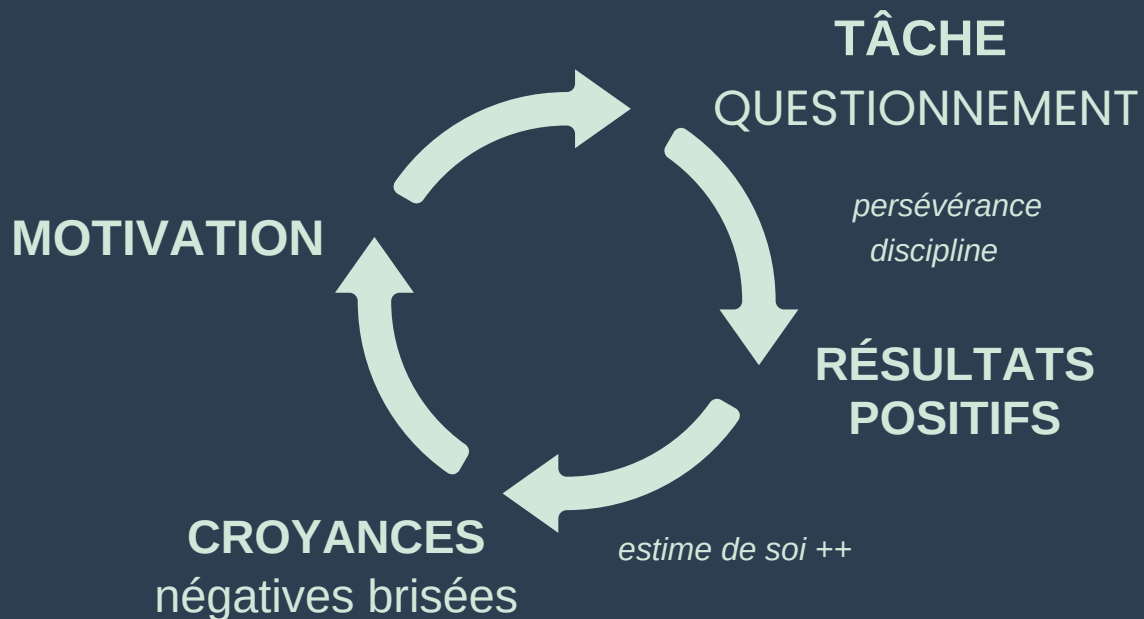 TÂCHE
QUESTIONNEMENT
persévérance
discipline
MOTIVATION
RÉSULTATS
POSITIFS
estime de soi ++
CROYANCES
négatives brisées